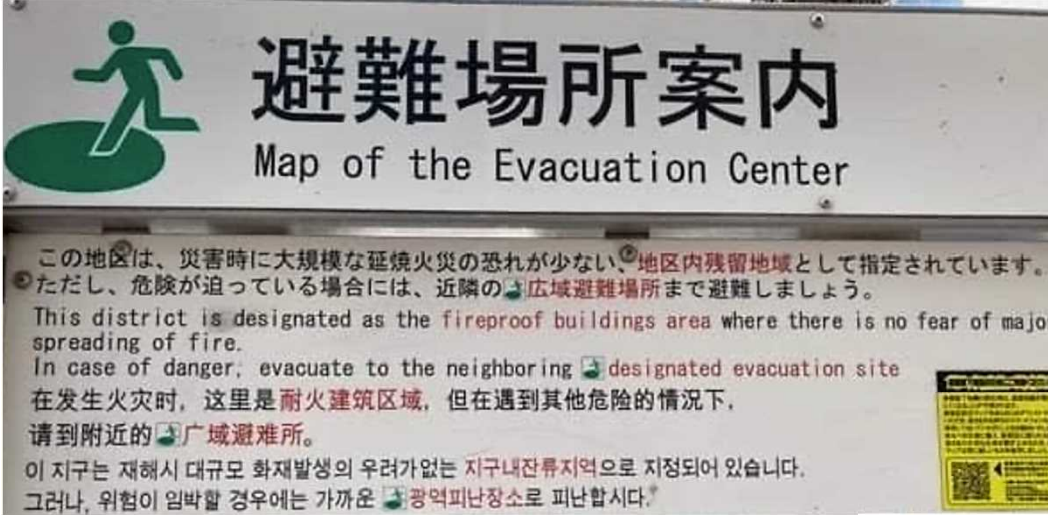 避難場所案内
Map of the Evacuation Center
この地区は、災害時に大規模な延焼火災の恐れが少ない、地区内残留地域として指定されています。
ただし、危険が迫っている場合には、近隣の広域避難場所まで避難しましょう。
This district is designated as the fireproof buildings area where there is no fear of majo
spreading of fire.
In case of danger, evacuate to the neighboring designated evacuation site
在发生火灾时，这里是耐火建筑区域，但在遇到其他危险的情况下，
请到附近的广域避难所。
이 지구는 재해시 대규모 화재발생의 우려가없는 지구내잔류지역으로 지정되어 있습니다.
그러나, 위험이 임박할 경우에는 가까운 광역피난장소로 피난합시다.